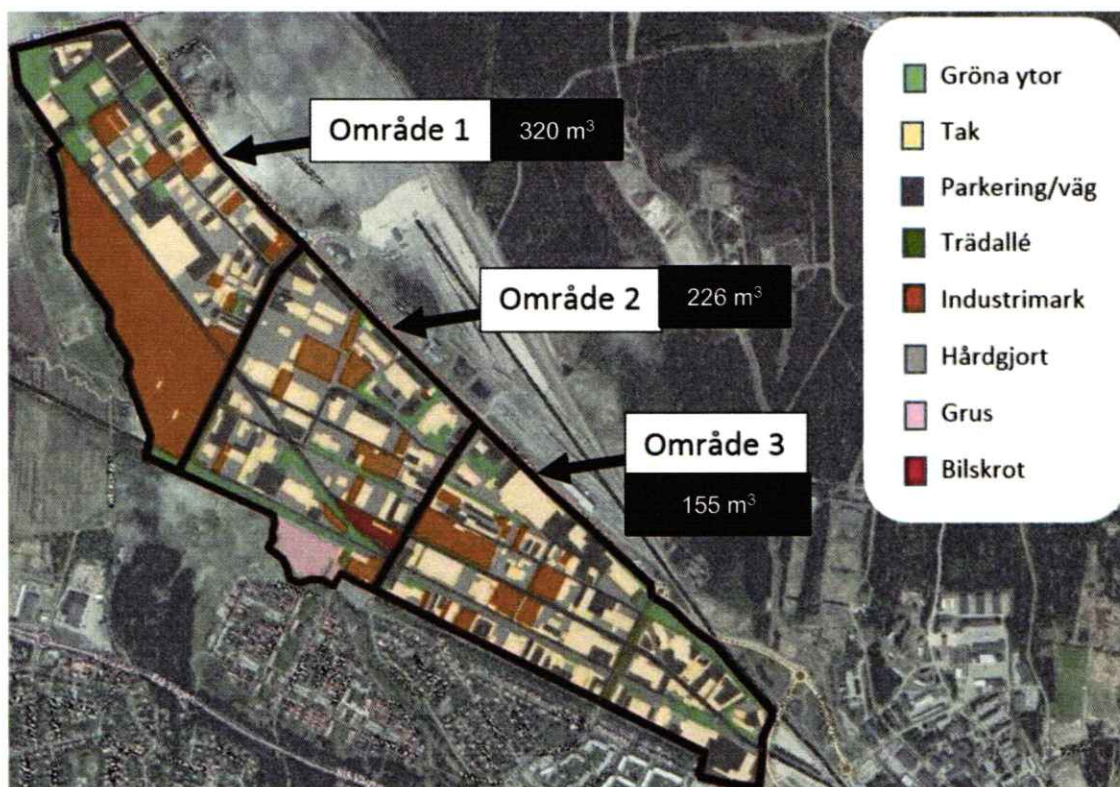 Område 1
320 m³
Område 2
226 m³
Område 3
155 m³
Gröna ytor
Tak
Parkering/väg
Trädallé
Industrimark
Hårdgjort
Grus
Bilskrot